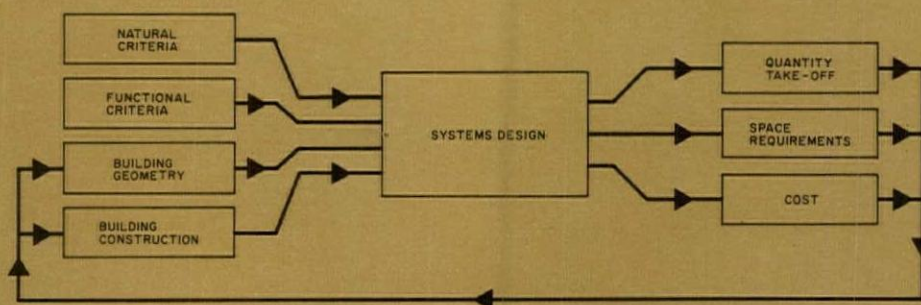 NATURAL
CRITERIA
FUNCTIONAL
CRITERIA
BUILDING
GEOMETRY
BUILDING
CONSTRUCTION
SYSTEMS DESIGN
QUANTITY
TAKE-OFF
SPACE
REQUIREMENTS
COST